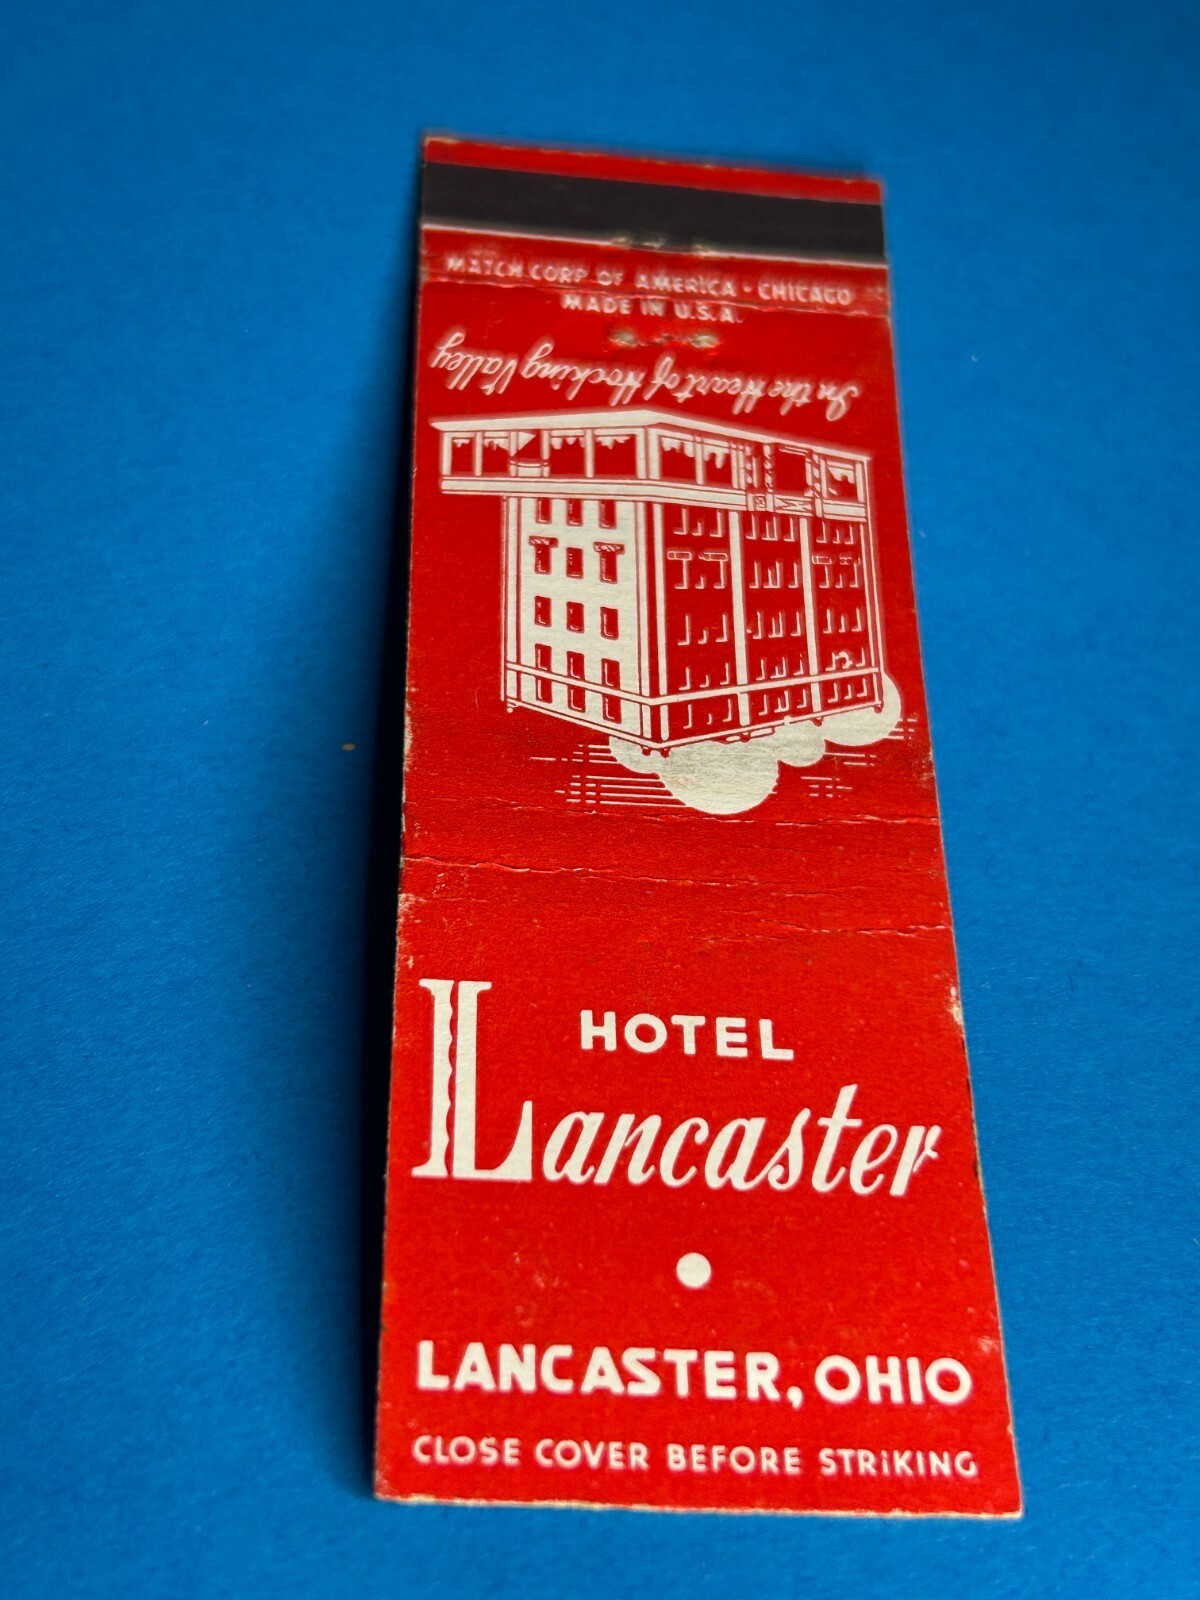 MATCH CORP OF AMERICA - CHICAGO
MADE IN U.S.A.
In the Heart of Hocking Valley
HOTEL
Lancaster
LANCASTER, OHIO
CLOSE COVER BEFORE STRIKING